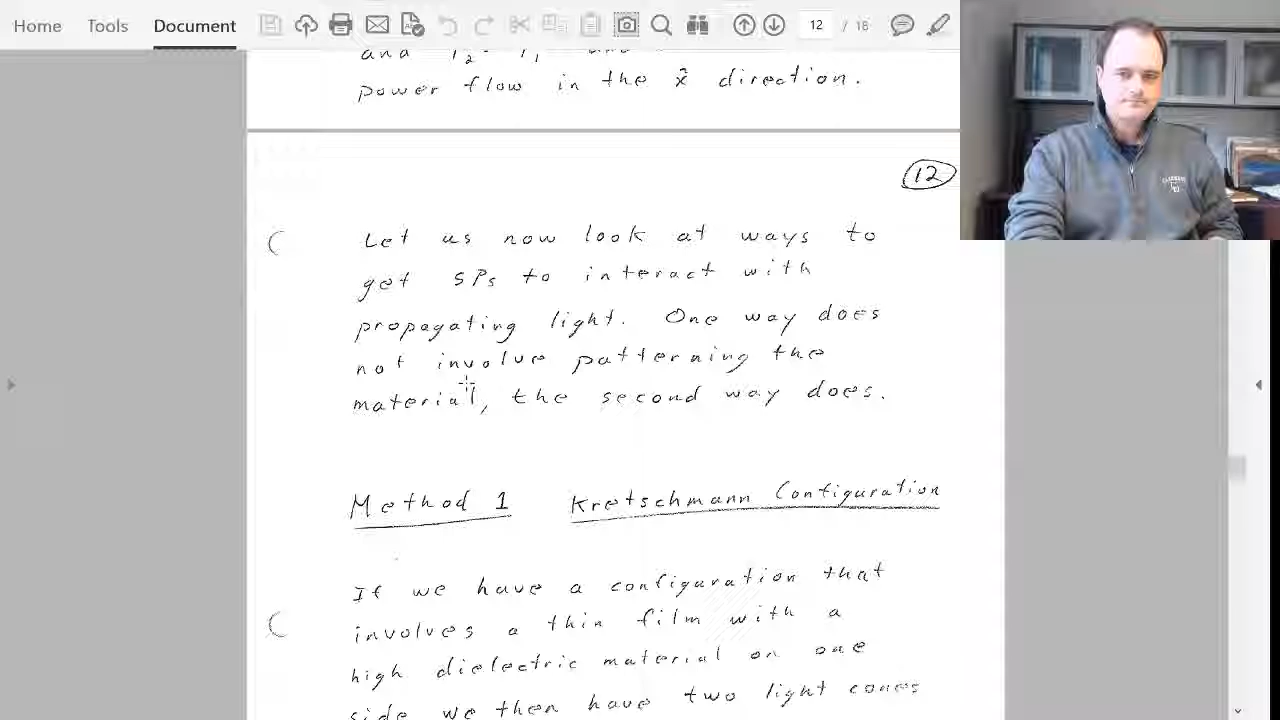 Home Tools Document 12 / 18
power flow in the x̂ direction.
12
Let us now look at ways to
get SPs to interact with
propagating light. One way does
not involve patterning the
material, the second way does.
Method 1 Kretschmann Configuration
If we have a configuration that
involves a thin film with a
high dielectric material on one
side we then have two light cones